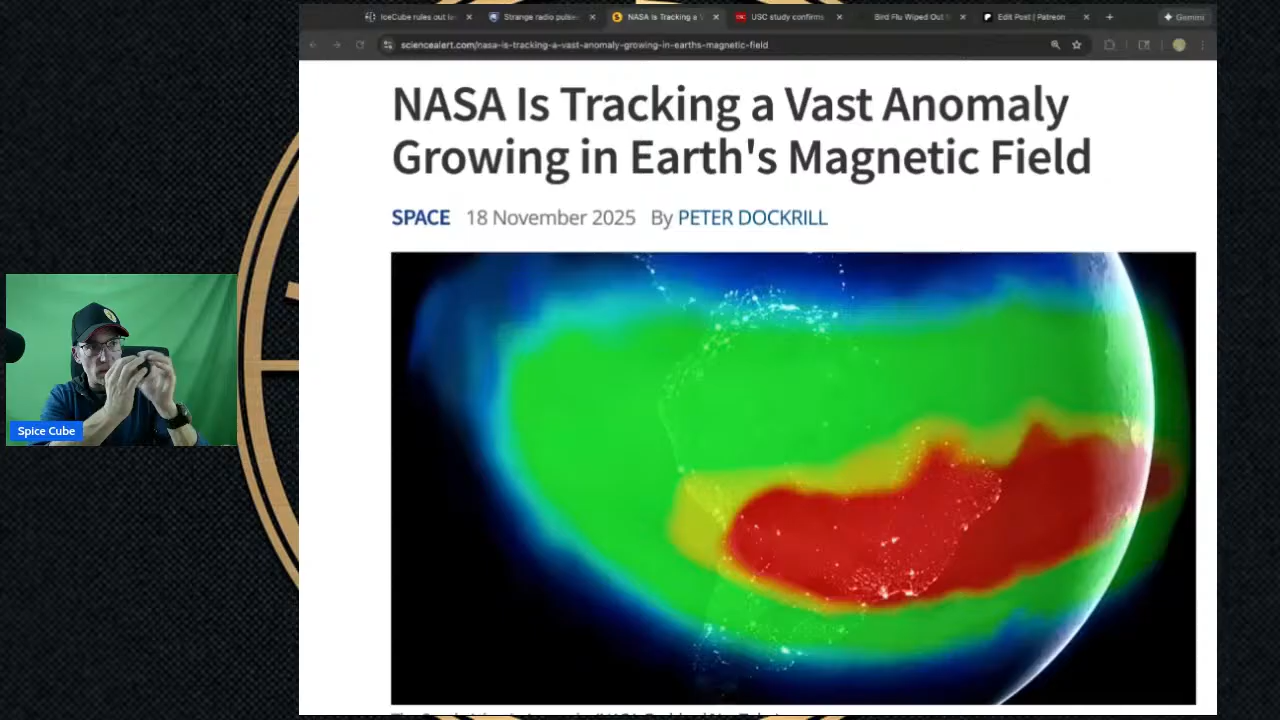 IceCube rules out
Strange radio pulses
NASA Is Tracking a
USC study confirms
Bird Flu Wiped Out
Edit Post | Patreon
Gemini
sciencealert.com/nasa-is-tracking-a-vast-anomaly-growing-in-earths-magnetic-field
NASA Is Tracking a Vast Anomaly
Growing in Earth's Magnetic Field
SPACE 18 November 2025 By PETER DOCKRILL
Spice Cube